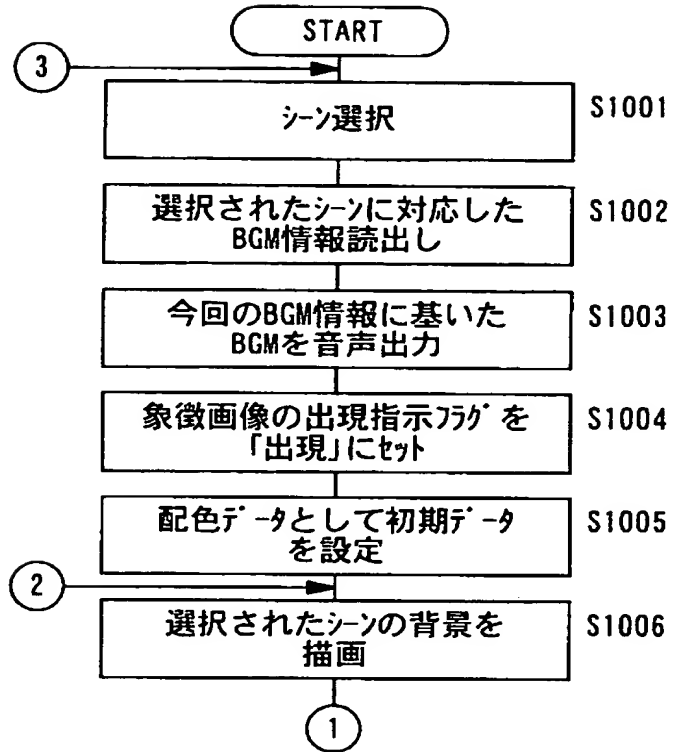 START
3
シーン選択
S1001
選択されたシーンに対応した
BGM情報読出し
S1002
今回のBGM情報に基いた
BGMを音声出力
S1003
象徴画像の出現指示フラグを
「出現」にセット
S1004
配色データとして初期データ
を設定
S1005
2
選択されたシーンの背景を
描画
S1006
1